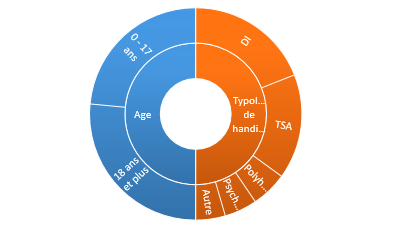 0 - 17
ans
DI
Age
Typol...
de
handi...
TSA
18 ans
et plus
Autre
Psych...
Polyh...